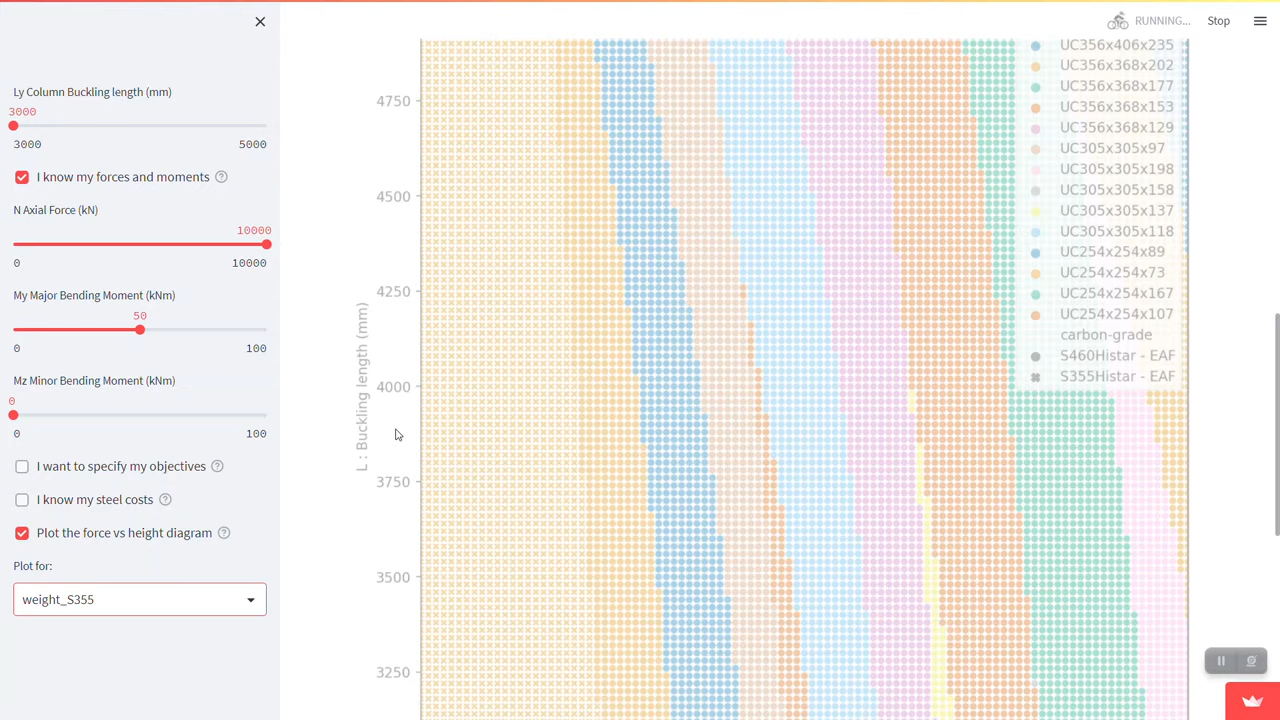 RUNNING...
Stop
Ly Column Buckling length (mm)
3000
3000 5000
I know my forces and moments
N Axial Force (kN)
10000
0 10000
My Major Bending Moment (kNm)
50
0 100
Mz Minor Bending Moment (kNm)
0
0 100
I want to specify my objectives
I know my steel costs
Plot the force vs height diagram
Plot for:
weight_S355
L : Buckling length (mm)
4750
4500
4250
4000
3750
3500
3250
UC356x406x235
UC356x368x202
UC356x368x177
UC356x368x153
UC356x368x129
UC305x305x97
UC305x305x198
UC305x305x158
UC305x305x137
UC305x305x118
UC254x254x89
UC254x254x73
UC254x254x167
UC254x254x107
carbon-grade
S460Histar - EAF
S355Histar - EAF